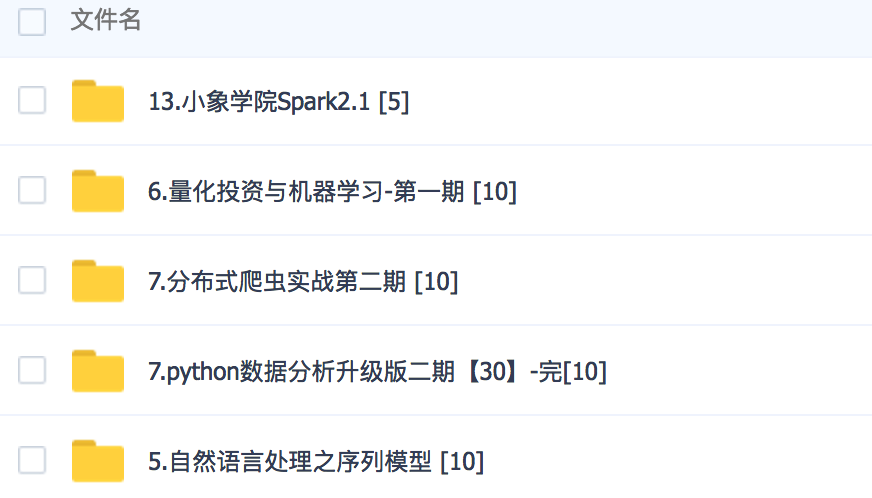 文件名
13.小象学院Spark2.1 [5]
6.量化投资与机器学习-第一期 [10]
7.分布式爬虫实战第二期 [10]
7.python数据分析升级版二期【30】-完[10]
5.自然语言处理之序列模型 [10]